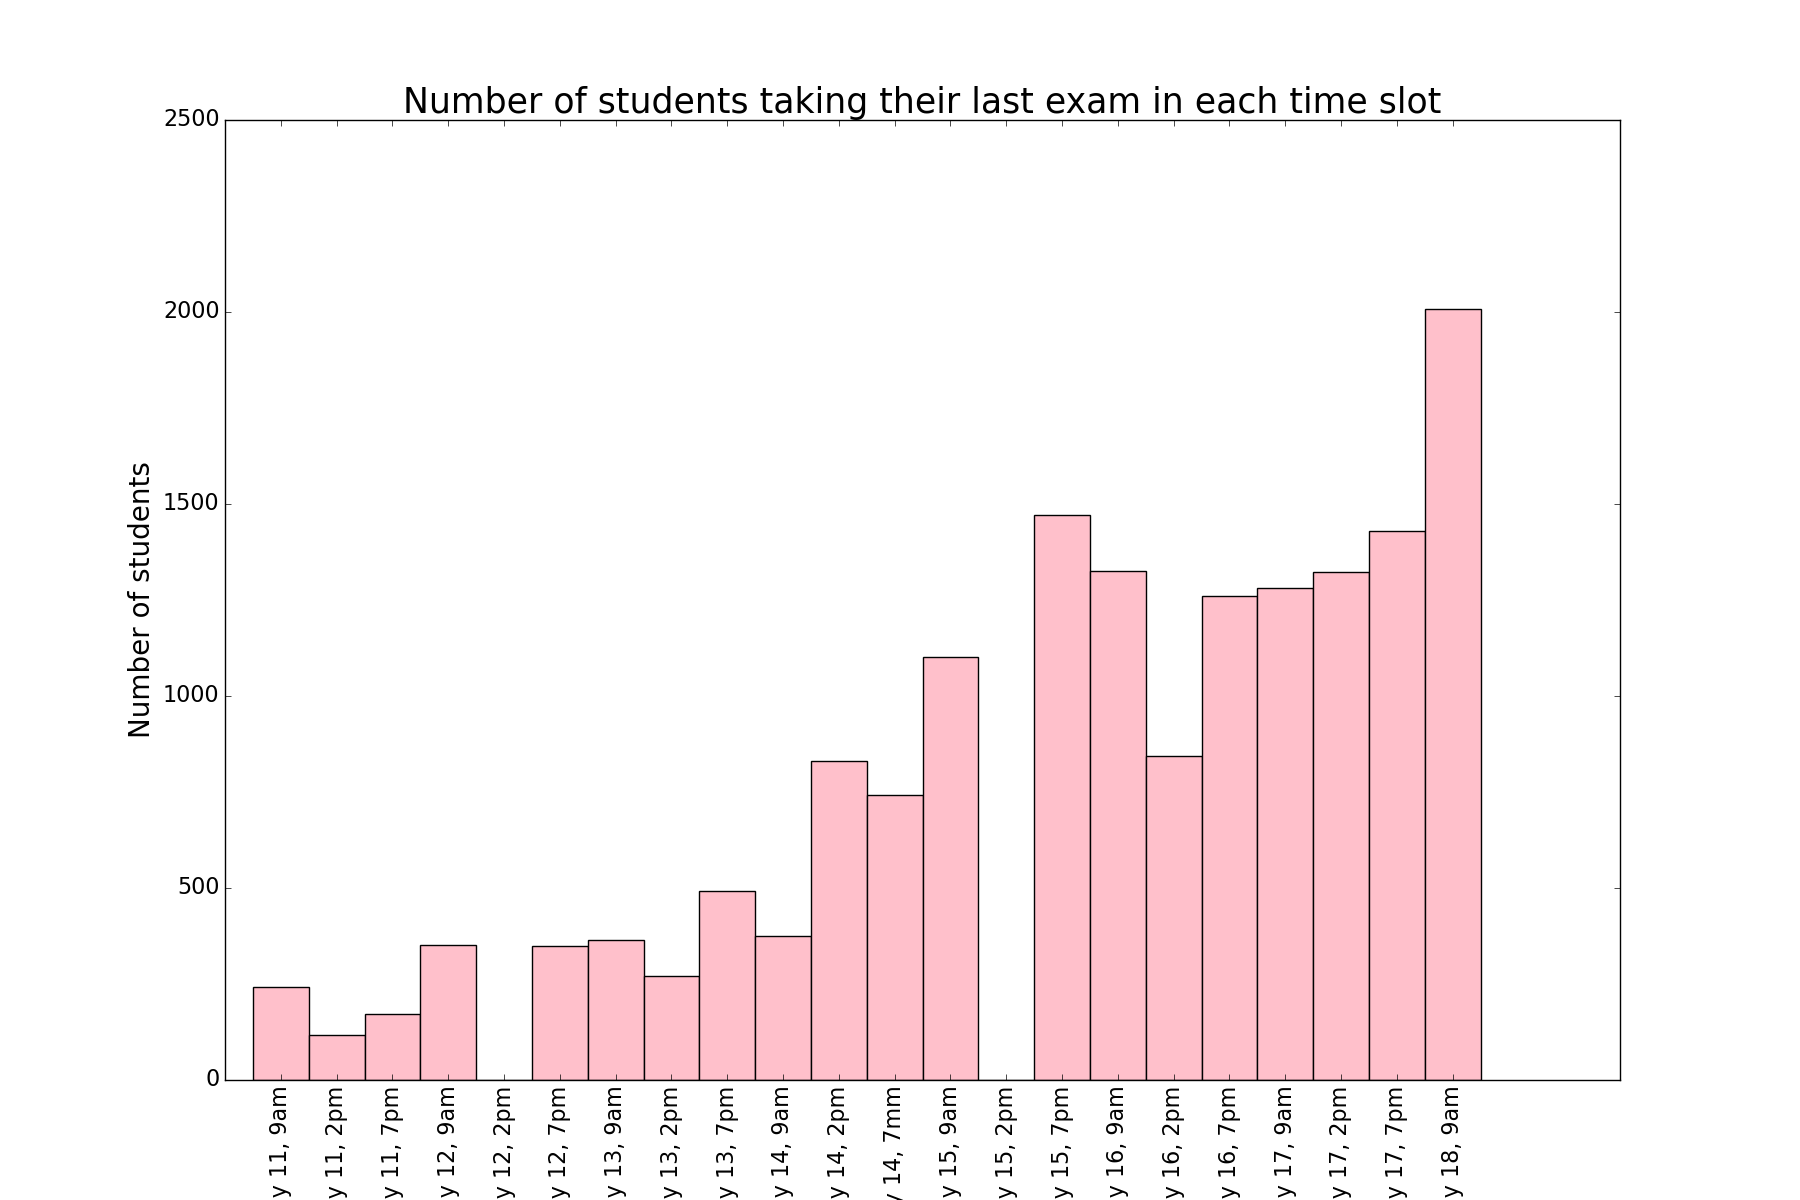 Number of students taking their last exam in each time slot
Number of students
2500
2000
1500
1000
500
0
y 11, 9am
y 11, 2pm
y 11, 7pm
y 12, 9am
y 12, 2pm
y 12, 7pm
y 13, 9am
y 13, 2pm
y 13, 7pm
y 14, 9am
y 14, 2pm
y 14, 7mm
y 15, 9am
y 15, 2pm
y 15, 7pm
y 16, 9am
y 16, 2pm
y 16, 7pm
y 17, 9am
y 17, 2pm
y 17, 7pm
y 18, 9am